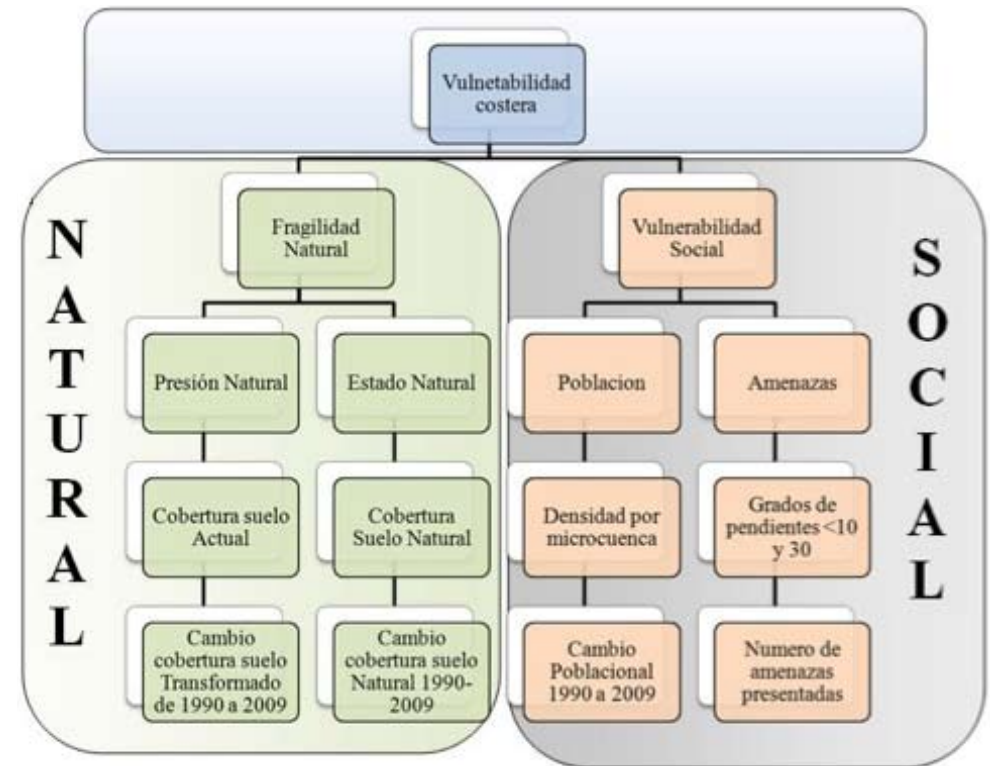 Vulnetabilidad
costera
NATURAL
Fragilidad
Natural
Presión Natural
Estado Natural
Cobertura suelo
Actual
Cobertura
Suelo Natural
Cambio
cobertura suelo
Transformado
de 1990 a 2009
Cambio
cobertura suelo
Natural 1990-
2009
SOCIAL
Vulnerabilidad
Social
Poblacion
Amenazas
Densidad por
microcuenca
Grados de
pendientes <10
y 30
Cambio
Poblacional
1990 a 2009
Numero de
amenazas
presentadas